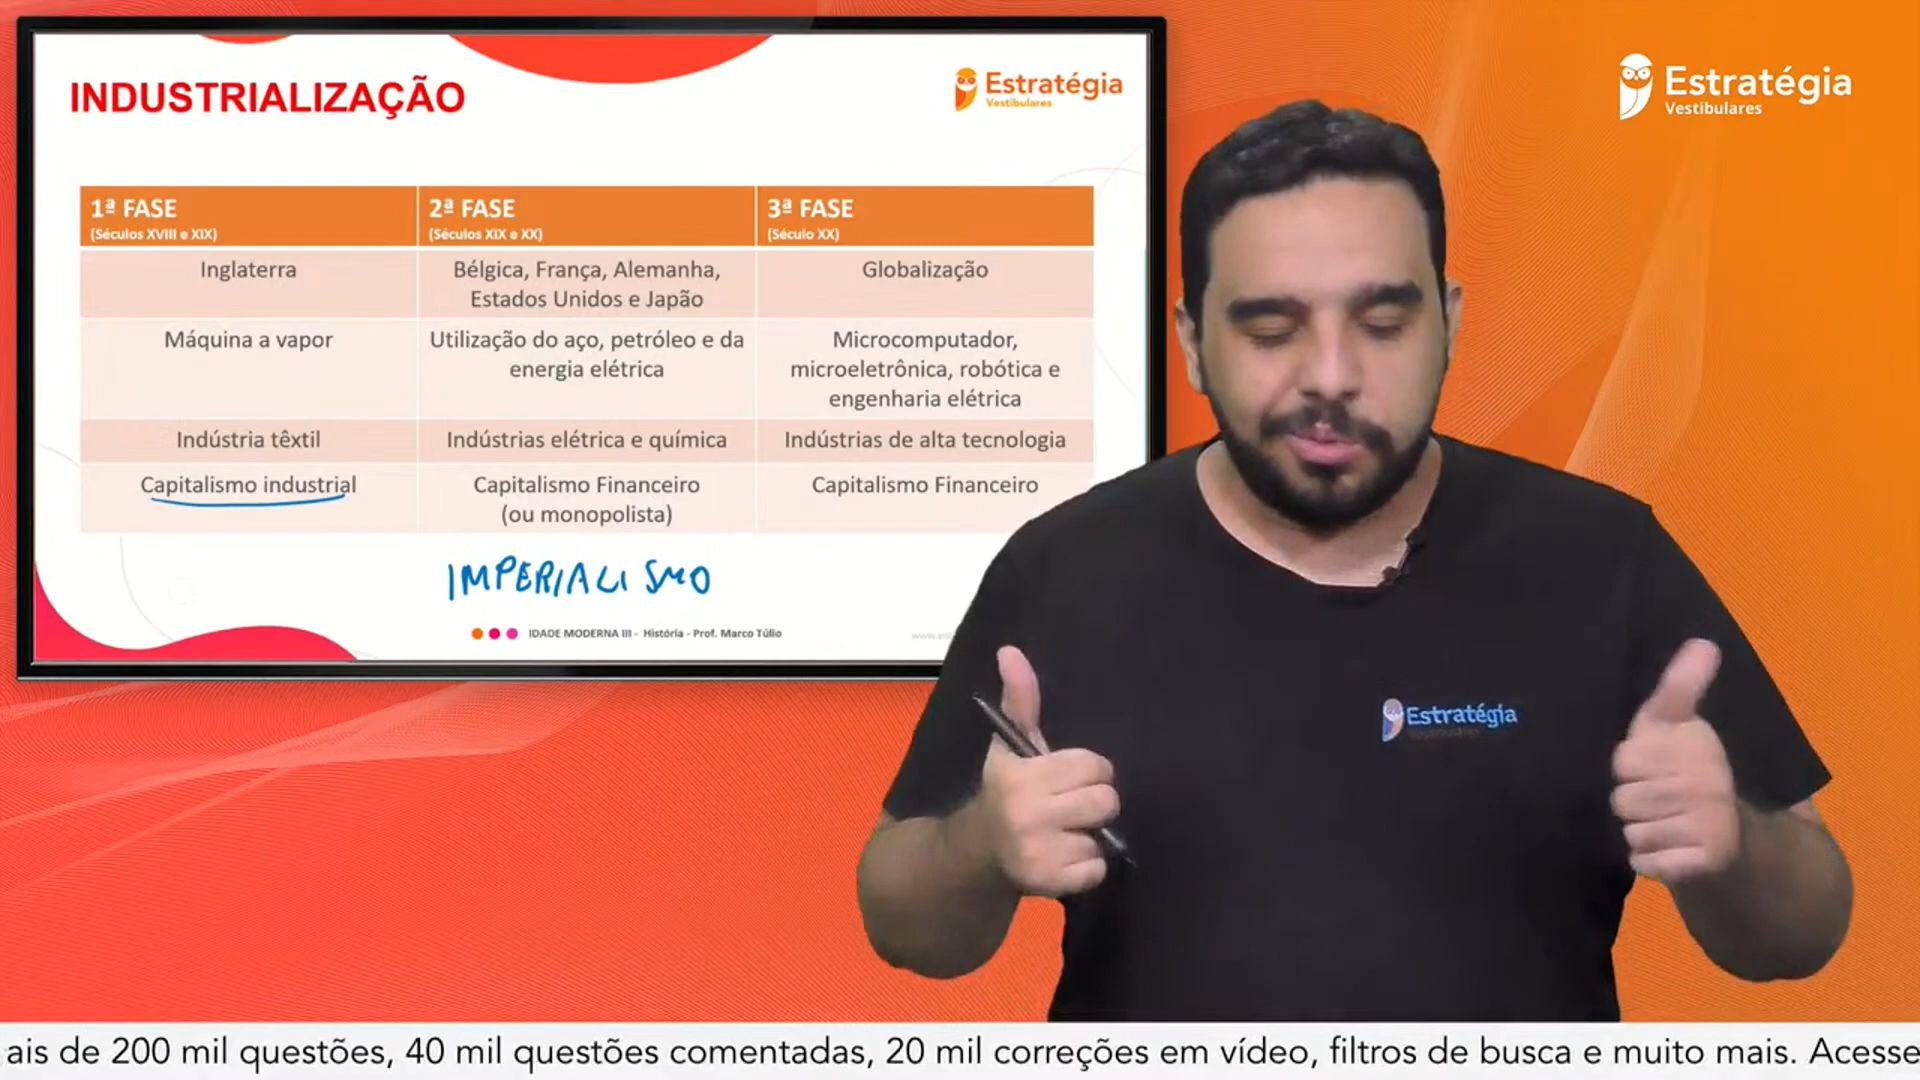 INDUSTRIALIZAÇÃO
Estratégia
Vestibulares
1ª FASE
(Séculos XVIII e XIX)
2ª FASE
(Séculos XIX e XX)
3ª FASE
(Século XX)
Inglaterra
Bélgica, França, Alemanha,
Estados Unidos e Japão
Globalização
Máquina a vapor
Utilização do aço, petróleo e da
energia elétrica
Microcomputador,
microeletrônica, robótica e
engenharia elétrica
Indústria têxtil
Indústrias elétrica e química
Indústrias de alta tecnologia
Capitalismo industrial
Capitalismo Financeiro
(ou monopolista)
Capitalismo Financeiro
IMPERIALISMO
IDADE MODERNA III - História - Prof. Marco Túlio
Estratégia
Vestibulares
Estratégia
ais de 200 mil questões, 40 mil questões comentadas, 20 mil correções em vídeo, filtros de busca e muito mais. Acesse